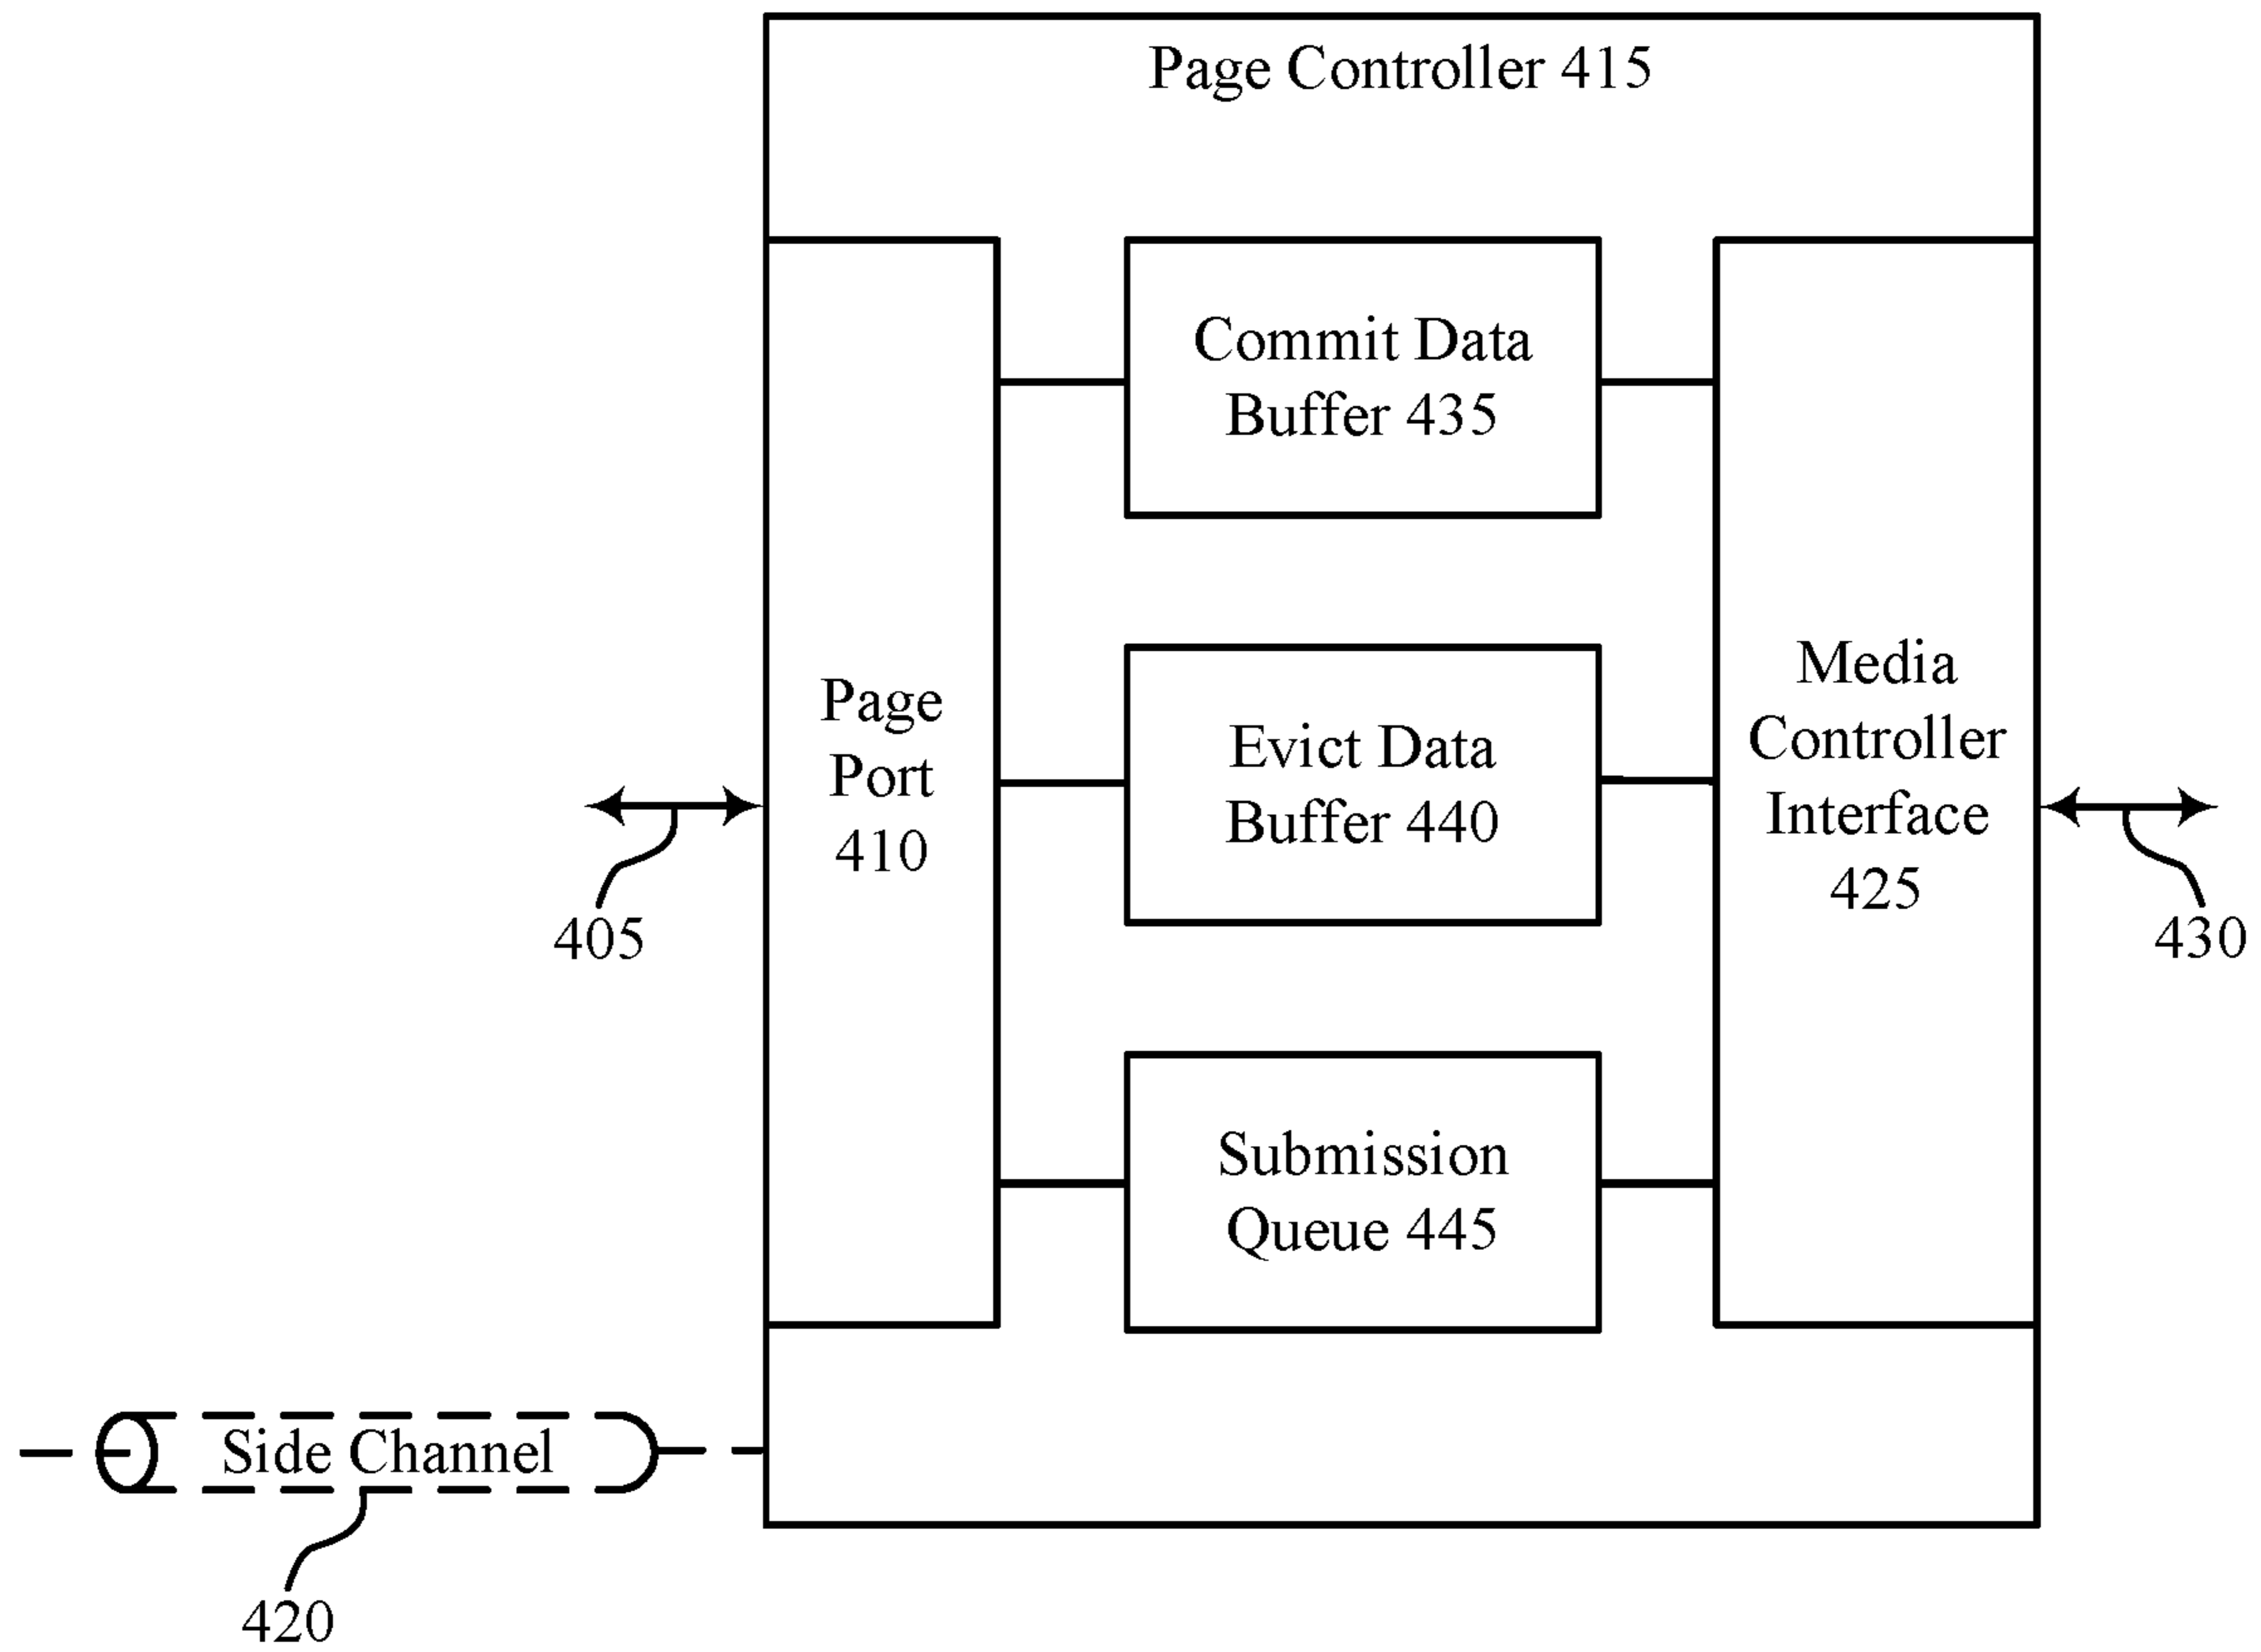 Page Controller 415
Commit Data
Buffer 435
Page
Port
410
Evict Data
Buffer 440
Media
Controller
Interface
425
405
430
Submission
Queue 445
Side Channel
420